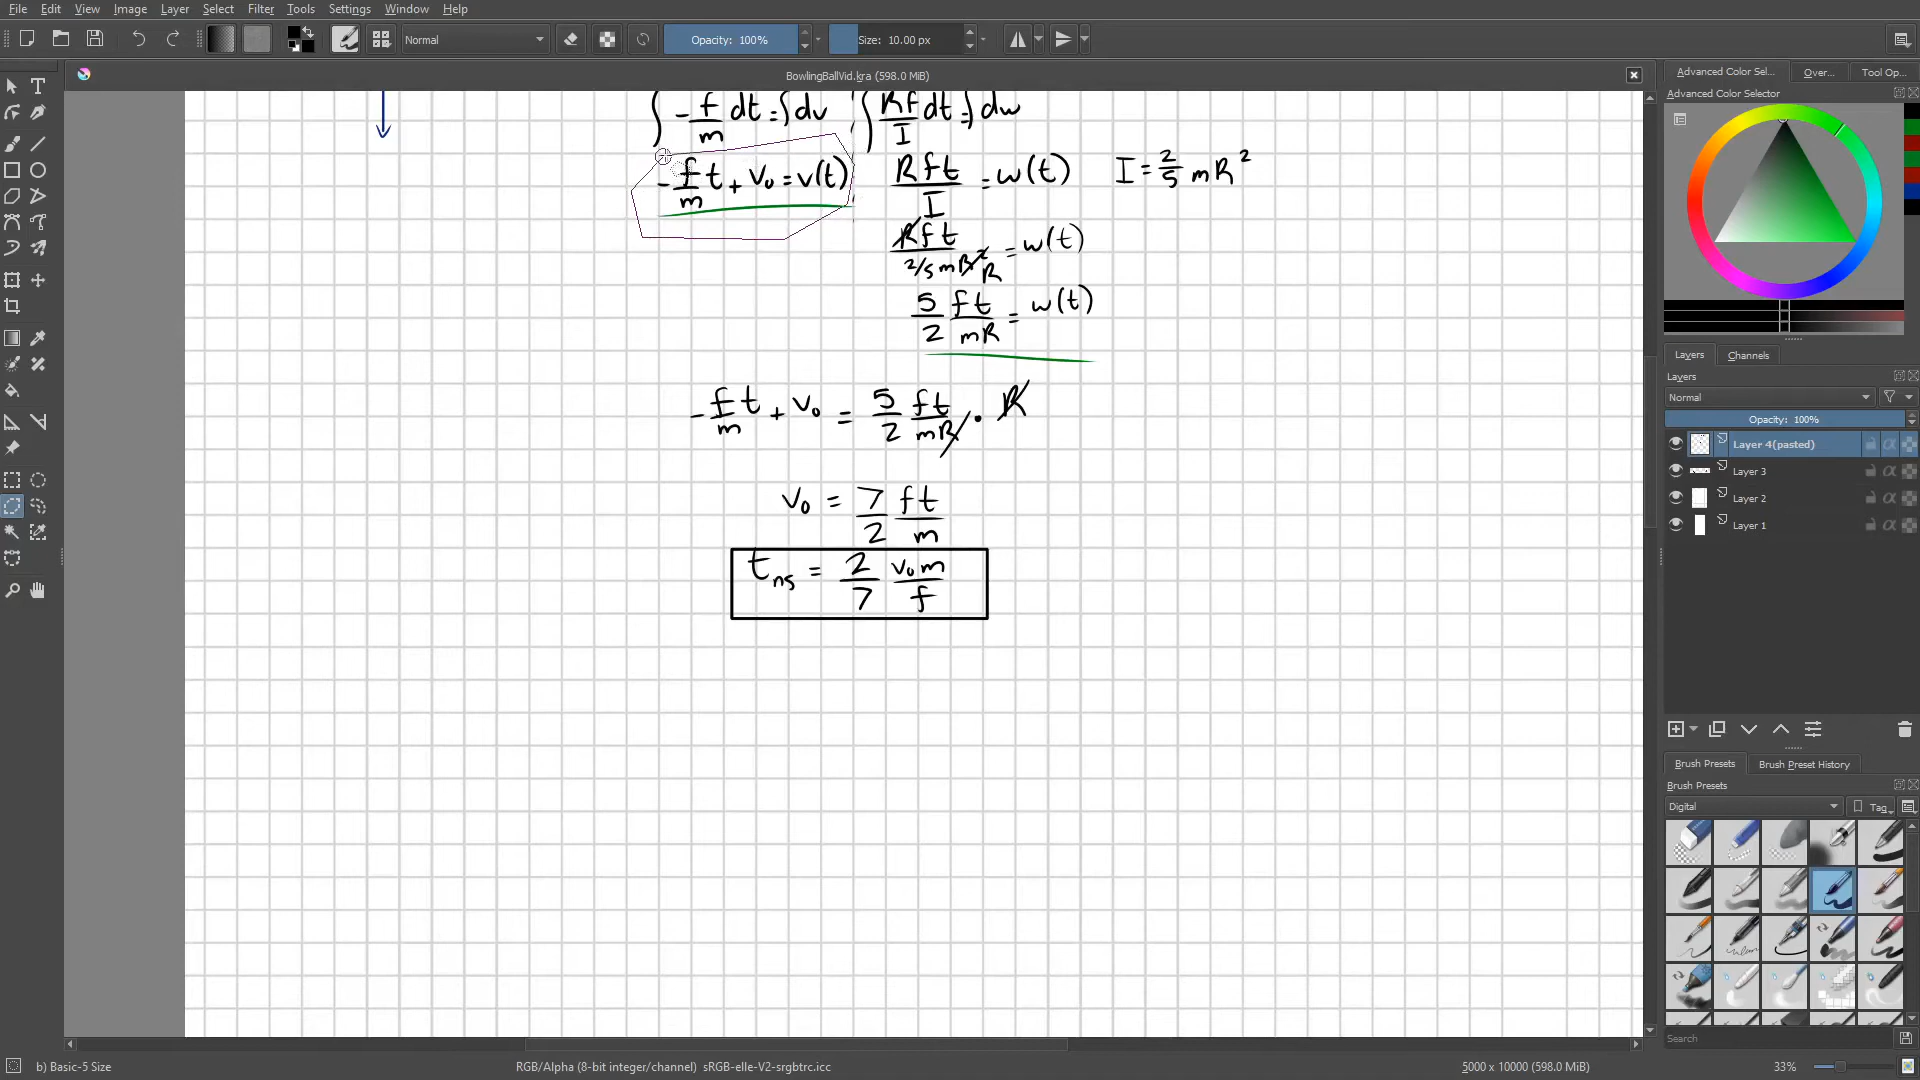 File Edit View Image Layer Select Filter Tools Settings Window Help
Normal Opacity: 100% Size: 10.00 px
BowlingBallVid.kra (598.0 MiB)
Advanced Color Sel... Over... Tool Op...
Advanced Color Selector
∫ -f/m dt = ∫ dv
∫ Rf/I dt = ∫ dw
-f/m t + v₀ = v(t)
Rft/I = w(t)
I = 2/5 mR²
Rft / 2/5 mR² R = w(t)
5/2 ft/mR = w(t)
-f/m t + v₀ = 5/2 ft/mR · R
v₀ = 7/2 ft/m
t_ns = 2/7 v₀m/f
Layers Channels
Layers
Normal
Opacity: 100%
Layer 4(pasted)
Layer 3
Layer 2
Layer 1
Brush Presets Brush Preset History
Brush Presets
Digital Tag
Search
b) Basic-5 Size RGB/Alpha (8-bit integer/channel) sRGB-elle-V2-srgbtrc.icc 5000 x 10000 (598.0 MiB) 33%